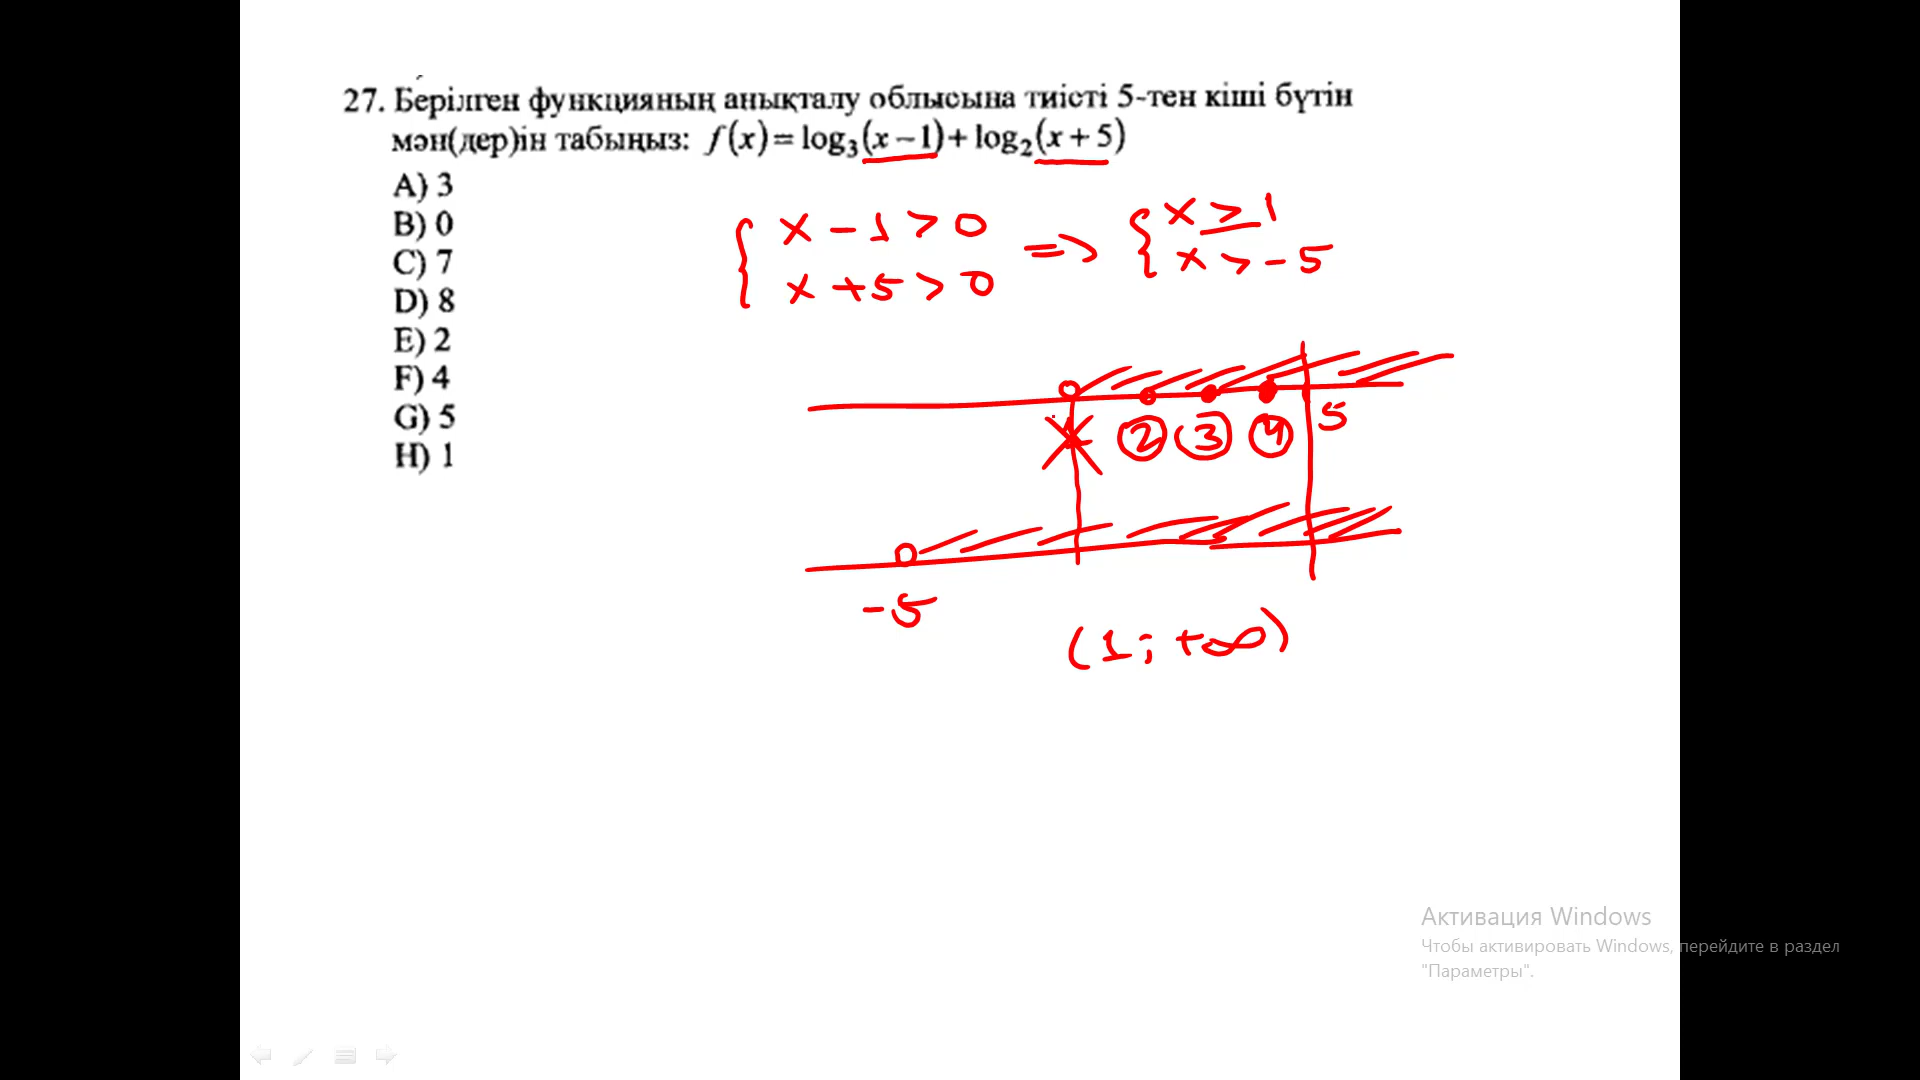 27. Берілген функцияның анықталу облысына тиісті 5-тен кіші бүтін
мән(дер)ін табыңыз: f(x)=log₃(x−1)+log₂(x+5)
A) 3
B) 0
C) 7
D) 8
E) 2
F) 4
G) 5
H) 1
{ x − 1 > 0 => { x > 1
x + 5 > 0 x > −5
1 2 3 4 5
−5
(1; +∞)
Активация Windows
Чтобы активировать Windows, перейдите в раздел
"Параметры".